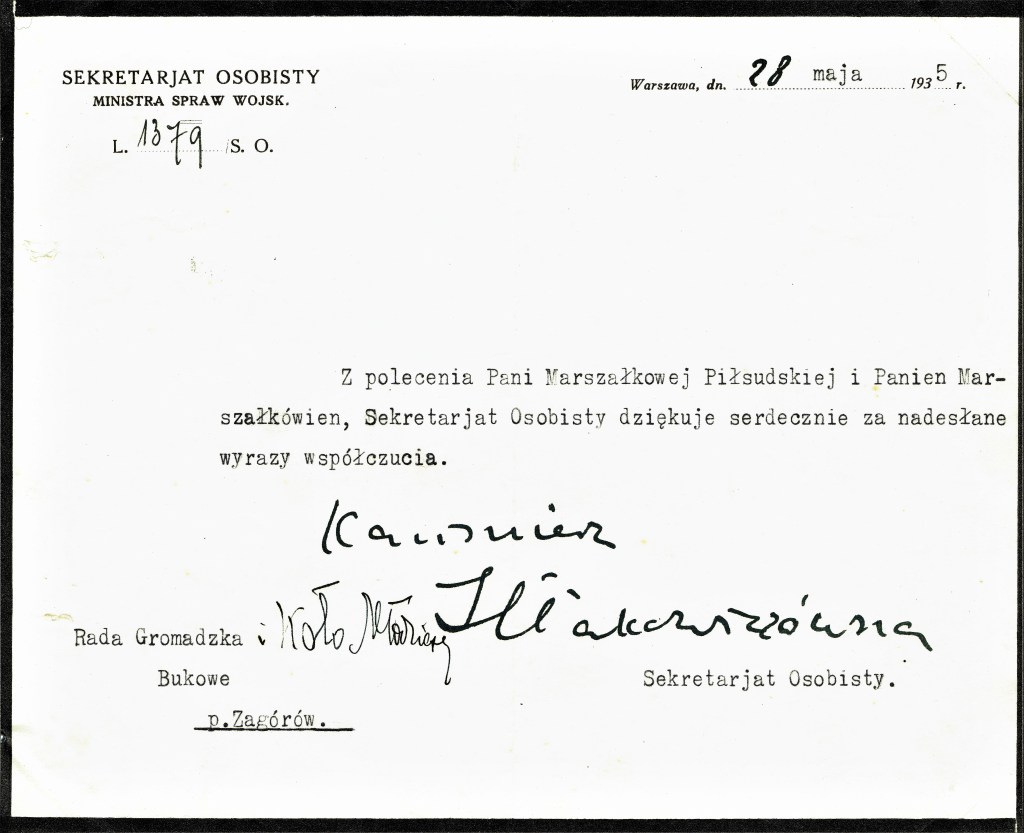 SEKRETARJAT OSOBISTY
MINISTRA SPRAW WOJSK.
L. 1379 /S. O.
Warszawa, dn. 28 maja 1935 r.
Z polecenia Pani Marszałkowej Piłsudskiej i Panien Mar-
szałkówien, Sekretarjat Osobisty dziękuje serdecznie za nadesłane
wyrazy współczucia.
Kazimiera
Iłłakowiczówna
Rada Gromadzka i Koło Młodzieży
Bukowe
p.Zagórów.
Sekretarjat Osobisty.